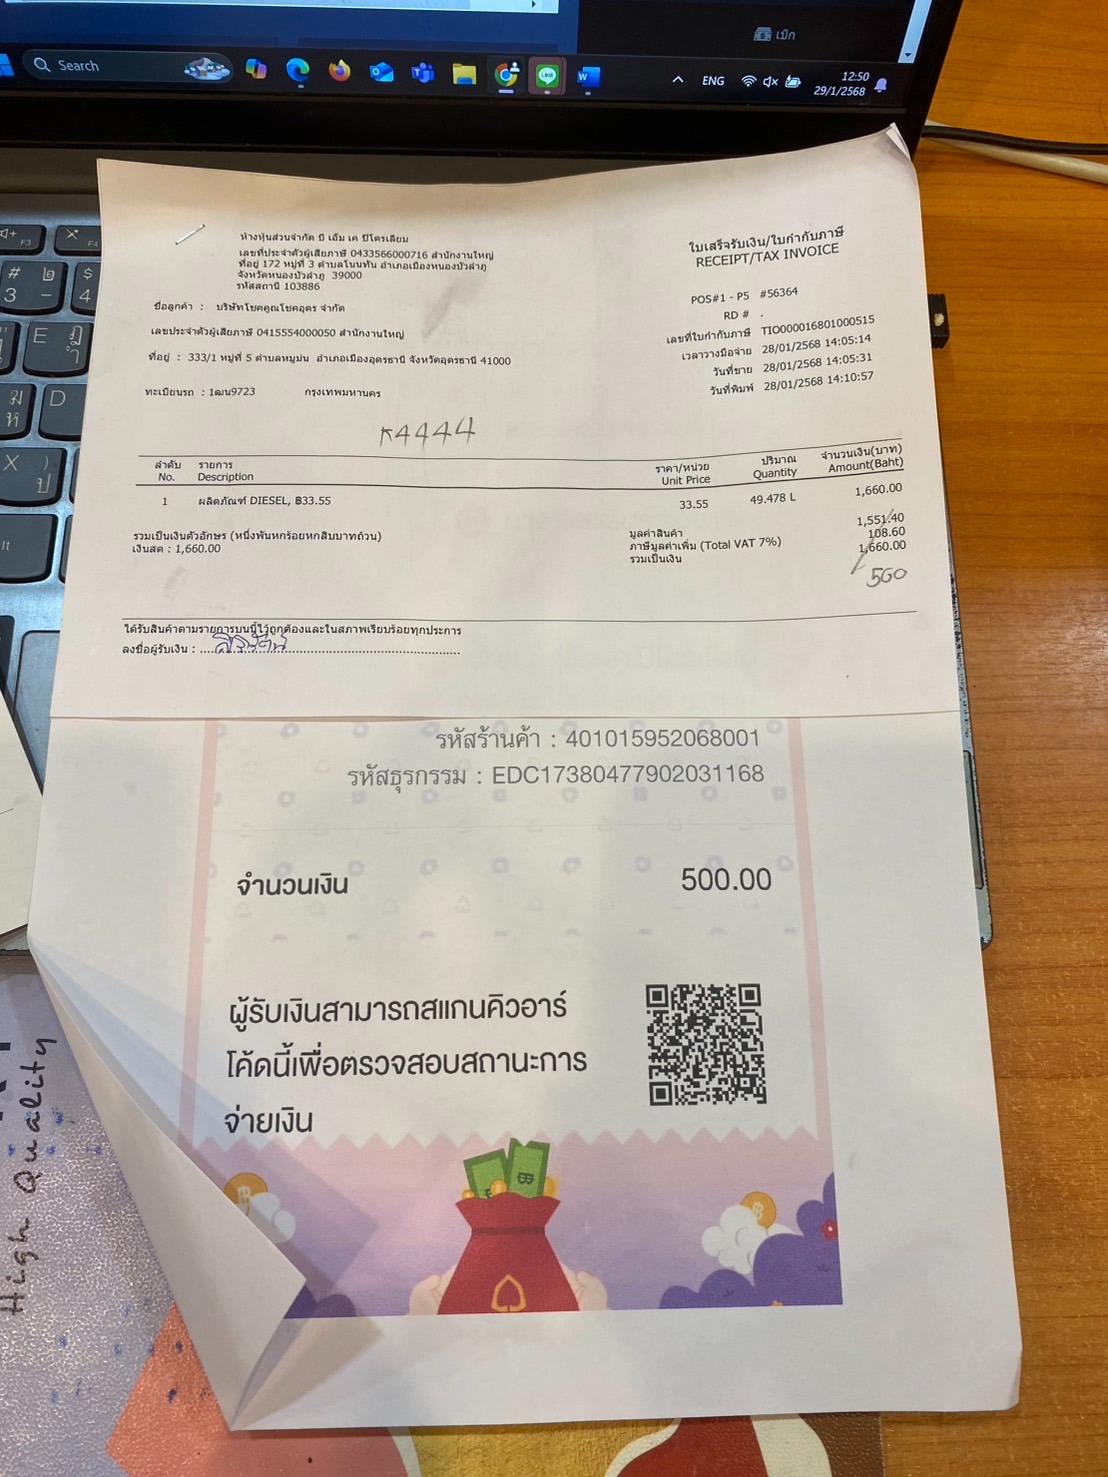 เบิก
Search
ENG
12:50
29/1/2568
ห้างหุ้นส่วนจำกัด บี เอ็ม เค ปิโตรเลียม
เลขที่ประจำตัวผู้เสียภาษี 0433566000716 สำนักงานใหญ่
ที่อยู่ 172 หมู่ที่ 3 ตำบลโนนทัน อำเภอเมืองหนองบัวลำภู
จังหวัดหนองบัวลำภู 39000
รหัสสถานี 103886
ใบเสร็จรับเงิน/ใบกำกับภาษี
RECEIPT/TAX INVOICE
ชื่อลูกค้า : บริษัทโชคคูณโชคอุดร จำกัด
เลขประจำตัวผู้เสียภาษี 0415554000050 สำนักงานใหญ่
ที่อยู่ : 333/1 หมู่ที่ 5 ตำบลหมูม่น อำเภอเมืองอุดรธานี จังหวัดอุดรธานี 41000
ทะเบียนรถ : 1ฒน9723 กรุงเทพมหานคร
POS#1 - P5 #56364
RD # .
เลขที่ใบกำกับภาษี TIO000016801000515
เวลาวางมือจ่าย 28/01/2568 14:05:14
วันที่ขาย 28/01/2568 14:05:31
วันที่พิมพ์ 28/01/2568 14:10:57
K4444
ลำดับ รายการ ราคา/หน่วย ปริมาณ จำนวนเงิน(บาท)
No. Description Unit Price Quantity Amount(Baht)
1 ผลิตภัณฑ์ DIESEL, ฿33.55 33.55 49.478 L 1,660.00
รวมเป็นเงินตัวอักษร (หนึ่งพันหกร้อยหกสิบบาทถ้วน)
เงินสด : 1,660.00
มูลค่าสินค้า 1,551.40
ภาษีมูลค่าเพิ่ม (Total VAT 7%) 108.60
รวมเป็นเงิน 1,660.00
500
ได้รับสินค้าตามรายการบนนี้ไว้ถูกต้องและในสภาพเรียบร้อยทุกประการ
ลงชื่อผู้รับเงิน :
รหัสร้านค้า : 401015952068001
รหัสธุรกรรม : EDC17380477902031168
จำนวนเงิน 500.00
ผู้รับเงินสามารถสแกนคิวอาร์
โค้ดนี้เพื่อตรวจสอบสถานะการ
จ่ายเงิน
High Quality